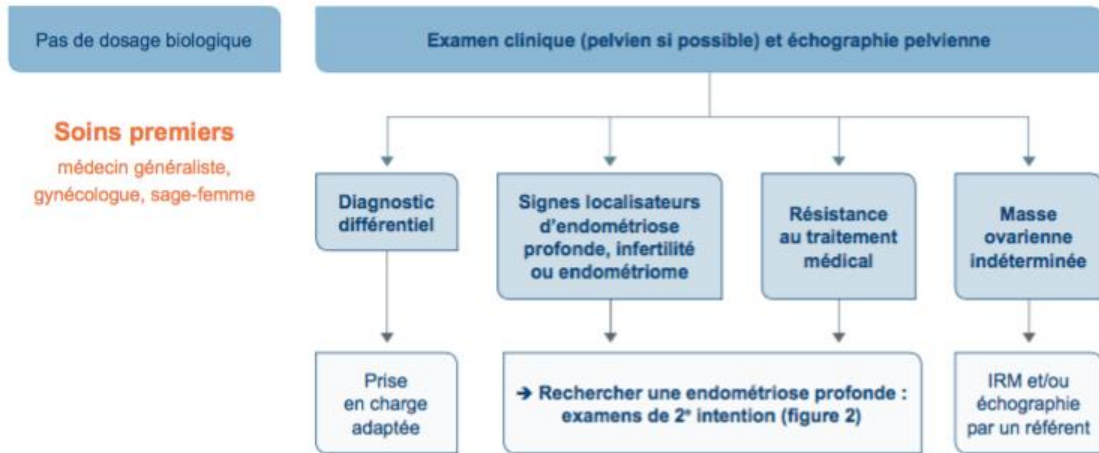 Pas de dosage biologique
Examen clinique (pelvien si possible) et échographie pelvienne
Soins premiers
médecin généraliste,
gynécologue, sage-femme
Diagnostic
différentiel
Signes localisateurs
d'endométriose
profonde, infertilité
ou endométriome
Résistance
au traitement
médical
Masse
ovarienne
indéterminée
Prise
en charge
adaptée
➔ Rechercher une endométriose profonde :
examens de 2e intention (figure 2)
IRM et/ou
échographie
par un référent